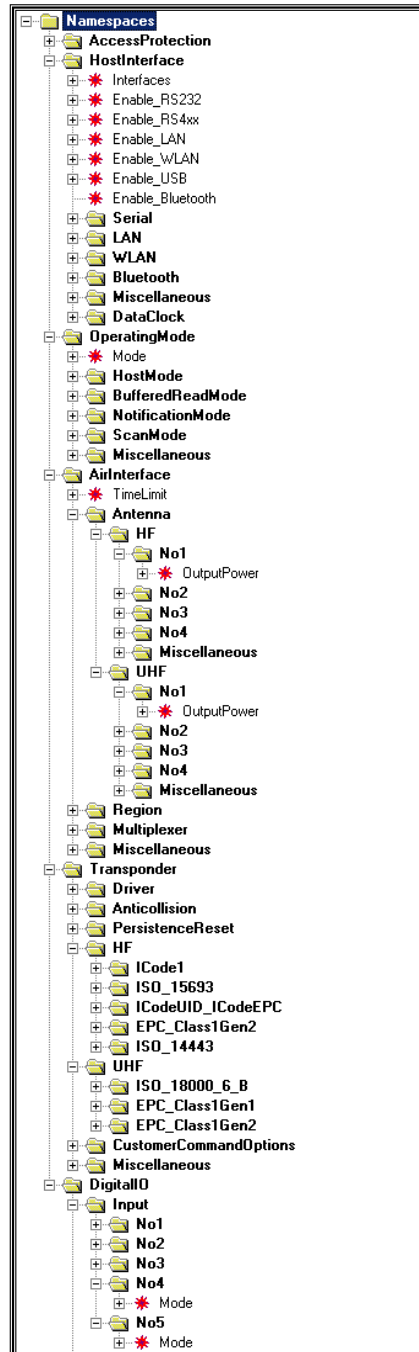 Namespaces
AccessProtection
HostInterface
Interfaces
Enable_RS232
Enable_RS4xx
Enable_LAN
Enable_WLAN
Enable_USB
Enable_Bluetooth
Serial
LAN
WLAN
Bluetooth
Miscellaneous
DataClock
OperatingMode
Mode
HostMode
BufferedReadMode
NotificationMode
ScanMode
Miscellaneous
AirInterface
TimeLimit
Antenna
HF
No1
OutputPower
No2
No3
No4
Miscellaneous
UHF
No1
OutputPower
No2
No3
No4
Miscellaneous
Region
Multiplexer
Miscellaneous
Transponder
Driver
Anticollision
PersistenceReset
HF
ICode1
ISO_15693
ICodeUID_ICodeEPC
EPC_Class1Gen2
ISO_14443
UHF
ISO_18000_6_B
EPC_Class1Gen1
EPC_Class1Gen2
CustomerCommandOptions
Miscellaneous
DigitalIO
Input
No1
No2
No3
No4
Mode
No5
Mode